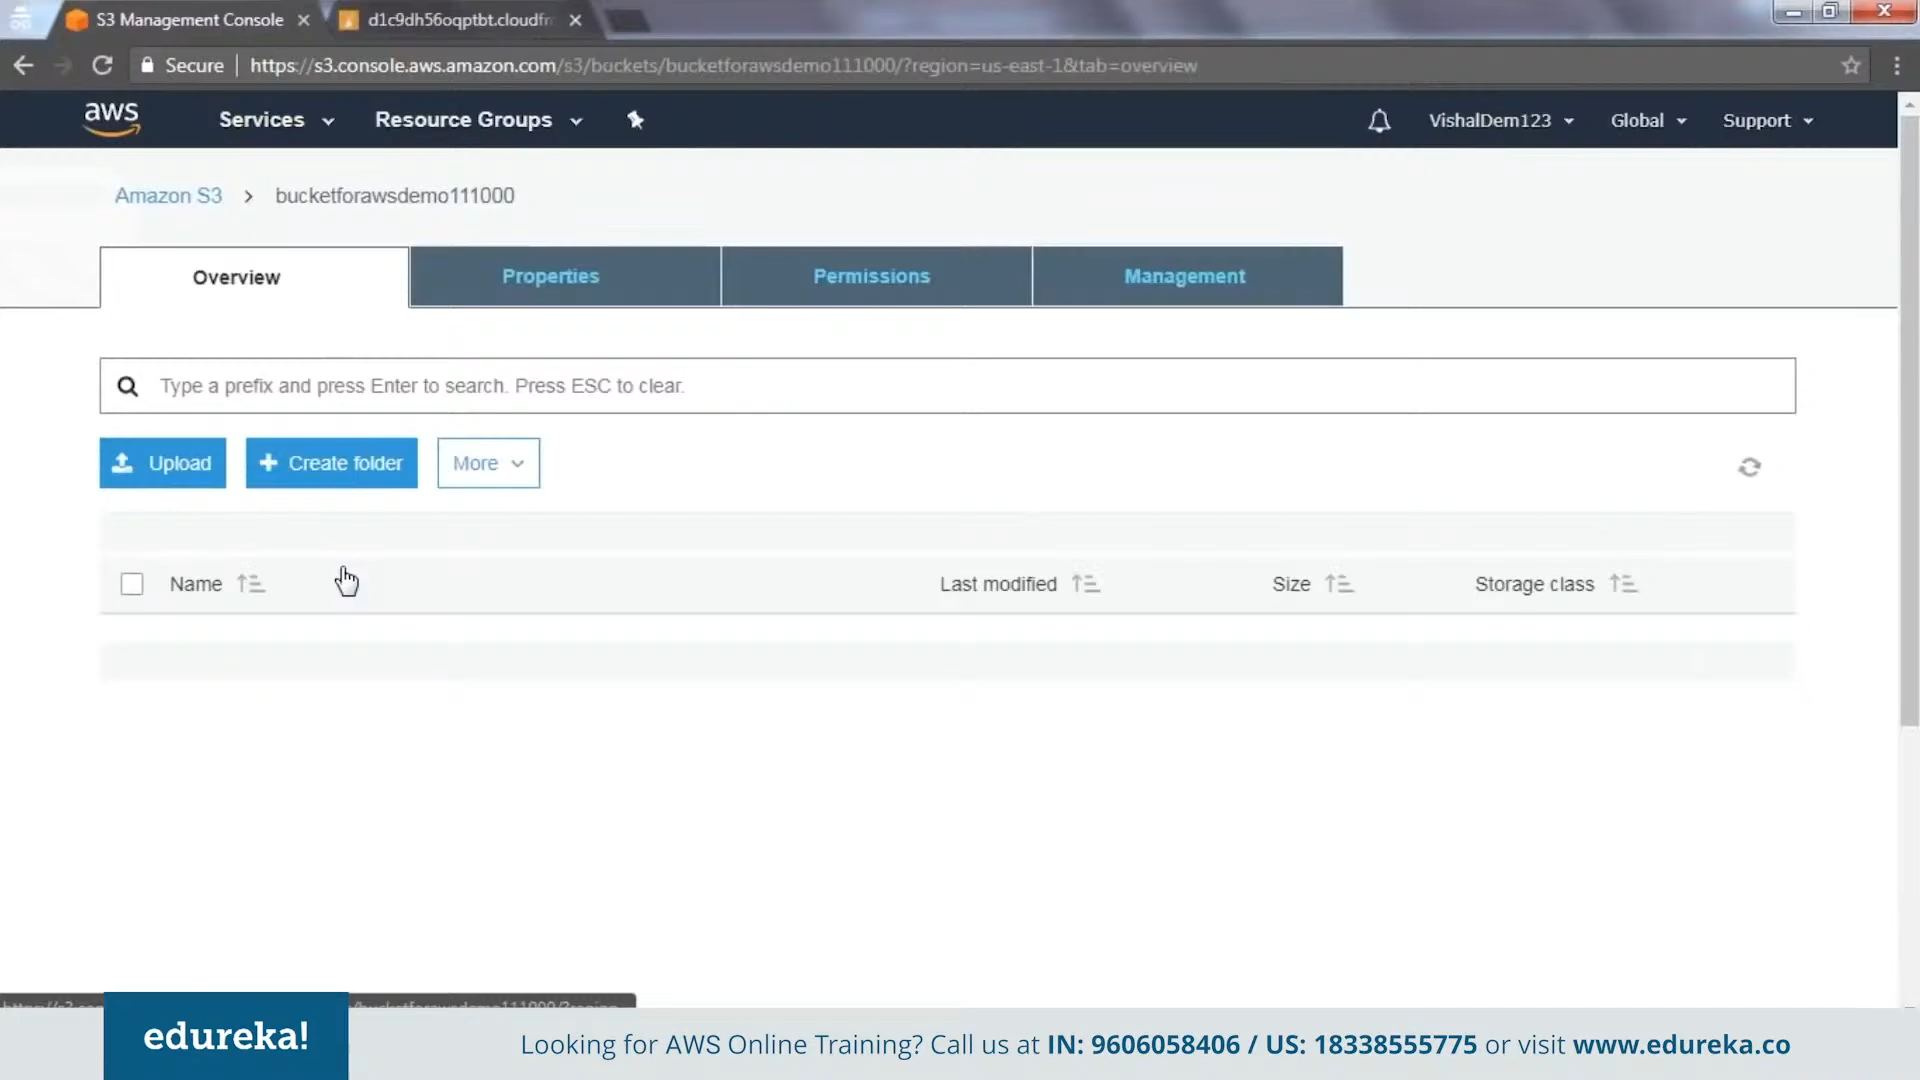 S3 Management Console
d1c9dh56oqptbt.cloudfr
Secure
https://s3.console.aws.amazon.com/s3/buckets/bucketforawsdemo111000/?region=us-east-1&tab=overview
aws Services Resource Groups VishalDem123 Global Support
Amazon S3 > bucketforawsdemo111000
Overview Properties Permissions Management
Type a prefix and press Enter to search. Press ESC to clear.
Upload + Create folder More
Name Last modified Size Storage class
edureka!
Looking for AWS Online Training? Call us at IN: 9606058406 / US: 18338555775 or visit www.edureka.co